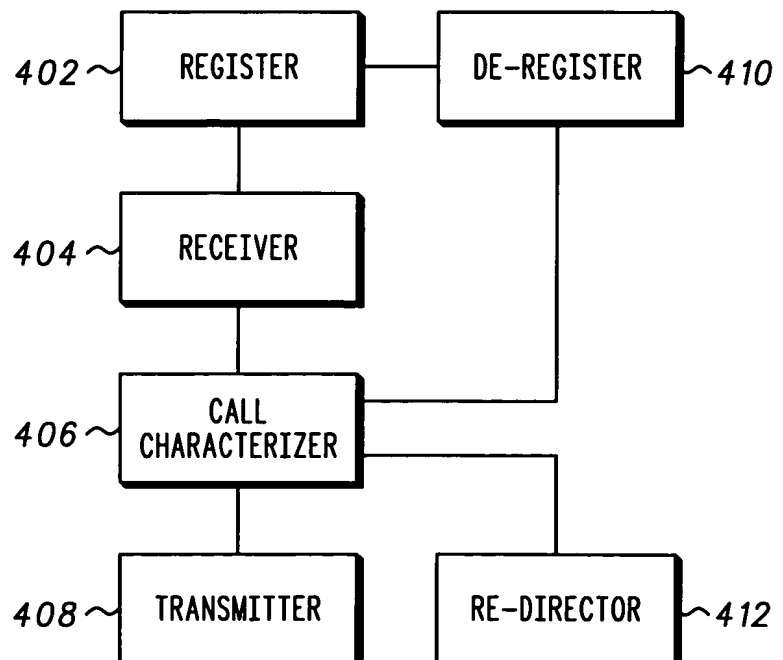 402 REGISTER DE-REGISTER 410
404 RECEIVER
406 CALL CHARACTERIZER
408 TRANSMITTER RE-DIRECTOR 412